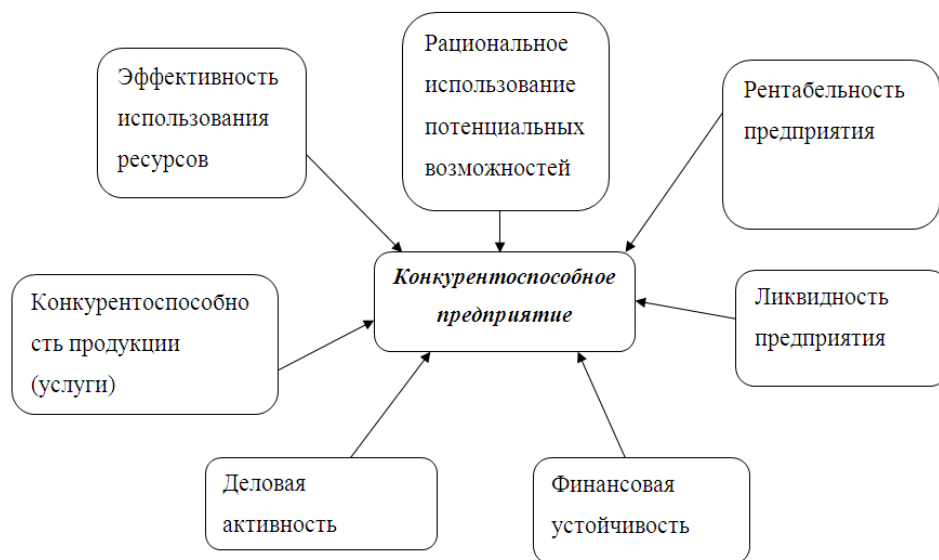 Рациональное
использование
потенциальных
возможностей
Эффективность
использования
ресурсов
Рентабельность
предприятия
Конкурентоспособное
предприятие
Конкурентоспособно
сть продукции
(услуги)
Ликвидность
предприятия
Деловая
активность
Финансовая
устойчивость